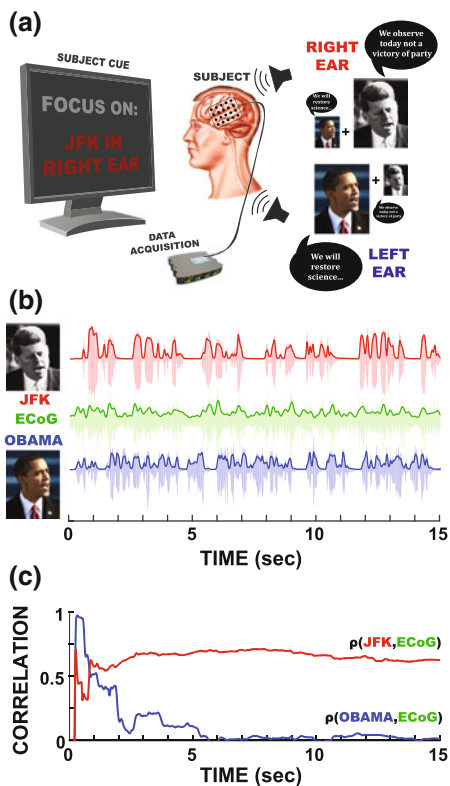 (a)
SUBJECT CUE
FOCUS ON:
JFK IN
RIGHT EAR
SUBJECT
DATA
ACQUISITION
RIGHT
EAR
We observe
today not a
victory of party
We will
restore
science...
+
+
We observe
today not a
victory of party
We will
restore
science...
LEFT
EAR
(b)
JFK
ECoG
OBAMA
0
5
10
15
TIME (sec)
(c)
CORRELATION
1
0.5
0
ρ(JFK,ECoG)
ρ(OBAMA,ECoG)
0
5
10
15
TIME (sec)